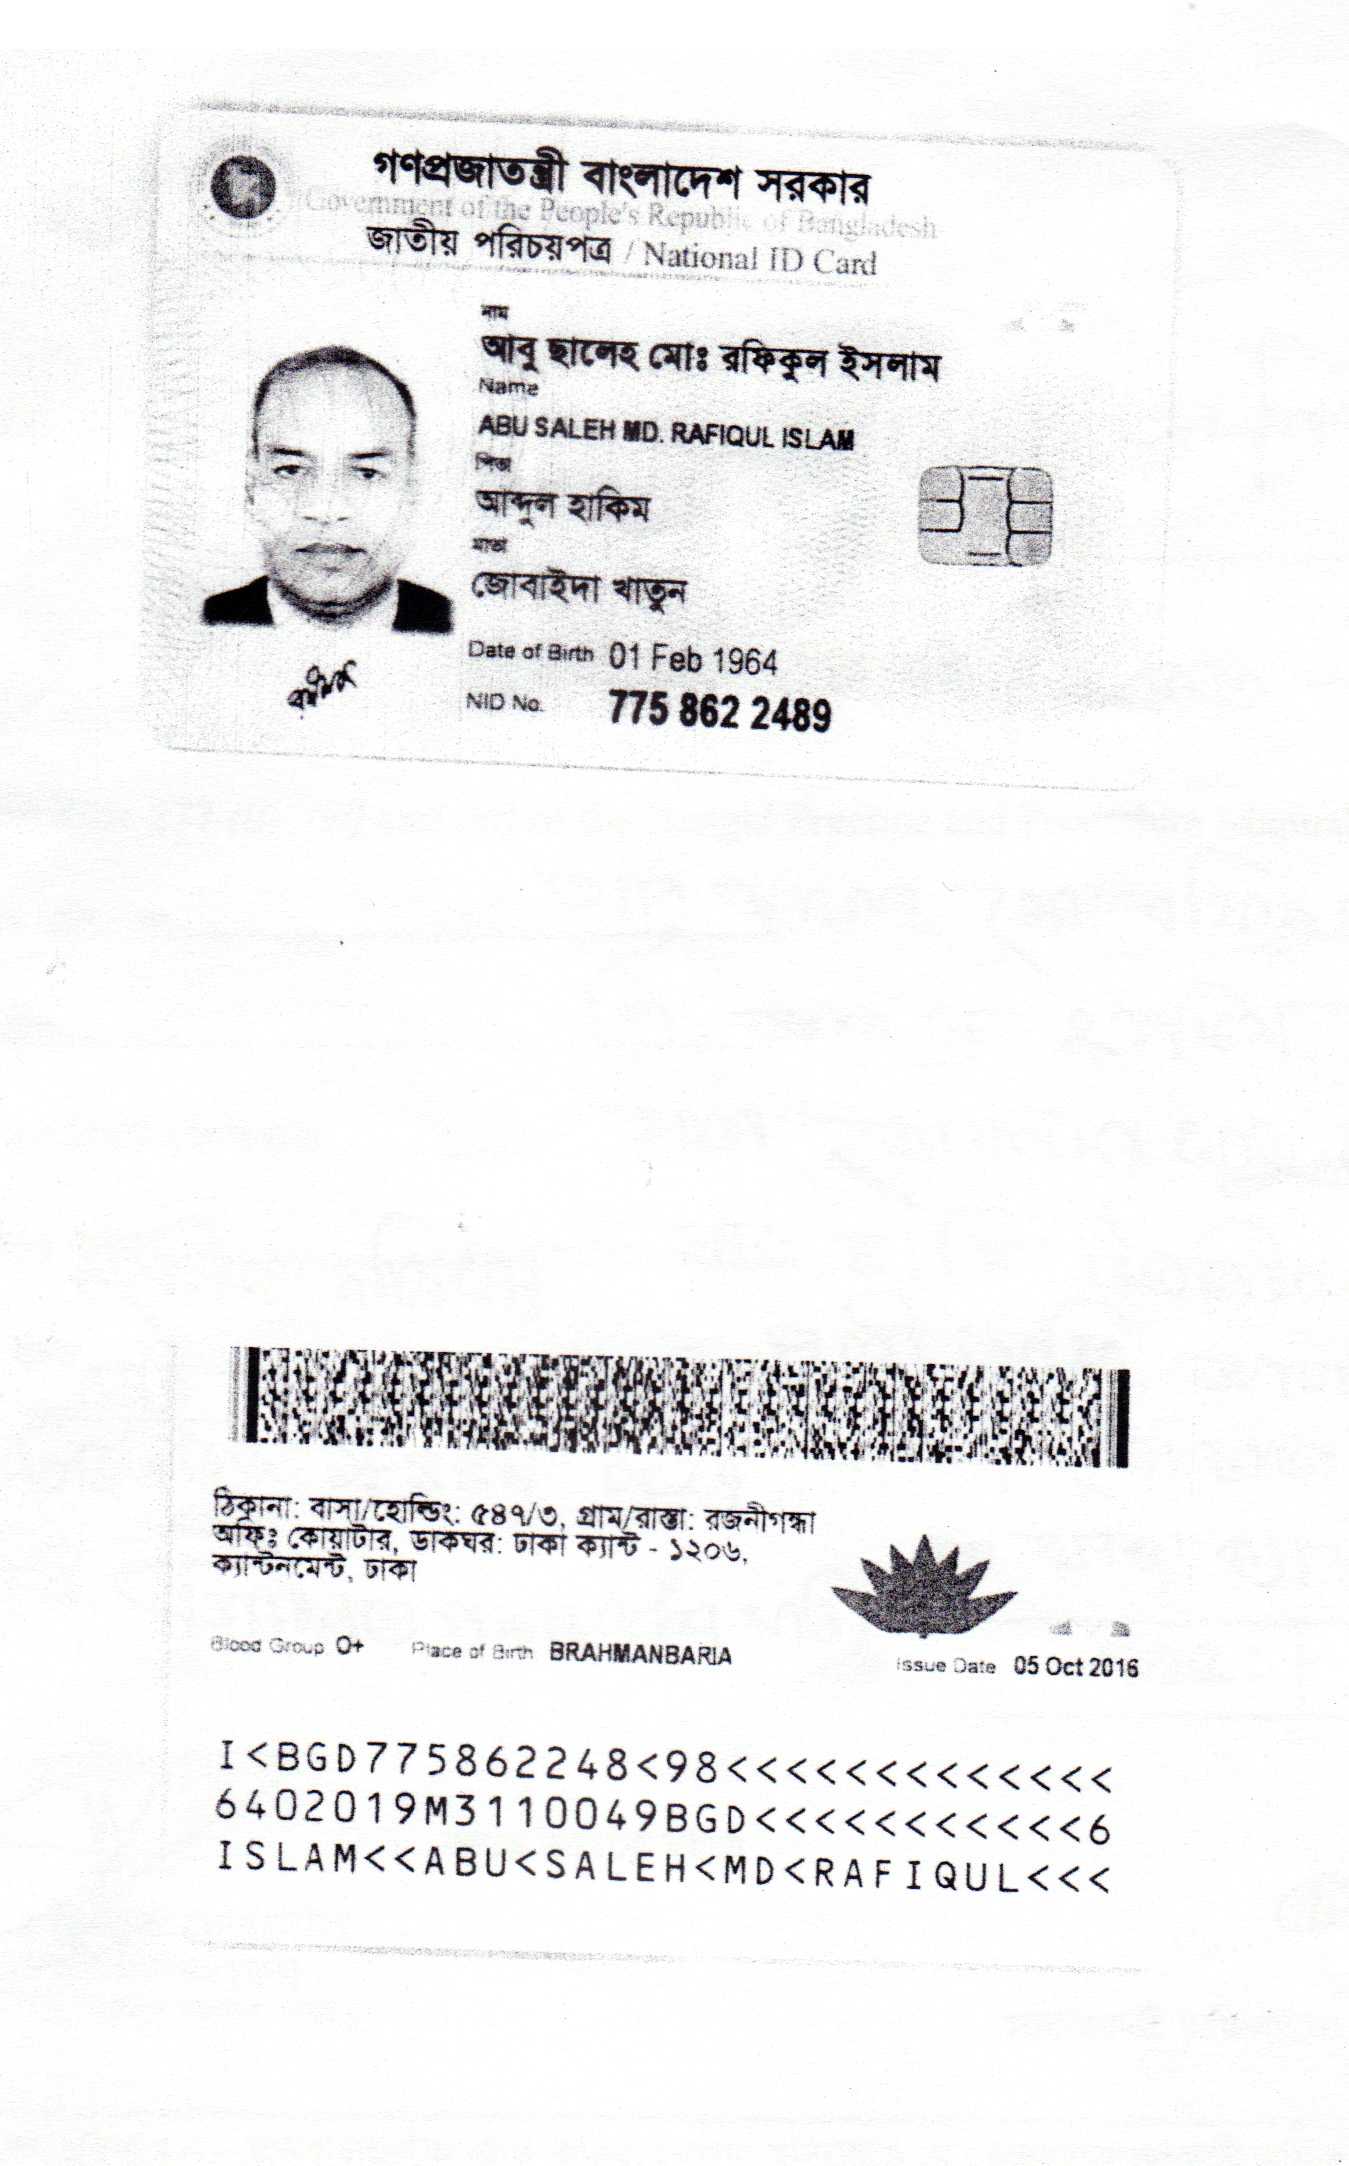 গণপ্রজাতন্ত্রী বাংলাদেশ সরকার
Government of the People's Republic of Bangladesh
জাতীয় পরিচয়পত্র / National ID Card
নাম
আবু ছালেহ মোঃ রফিকুল ইসলাম
Name
ABU SALEH MD. RAFIQUL ISLAM
পিতা
আব্দুল হাকিম
মাতা
জোবাইদা খাতুন
Date of Birth 01 Feb 1964
NID No. 775 862 2489
ঠিকানা: বাসা/হোল্ডিং: ৫৪৭/৩, গ্রাম/রাস্তা: রজনীগন্ধা
অফিঃ কোয়াটার, ডাকঘর: ঢাকা ক্যান্ট - ১২০৬,
ক্যান্টনমেন্ট, ঢাকা
Blood Group O+ Place of Birth BRAHMANBARIA
Issue Date 05 Oct 2016
I<BGD775862248<98<<<<<<<<<<<<<
6402019M3110049BGD<<<<<<<<<<<6
ISLAM<<ABU<SALEH<MD<RAFIQUL<<<